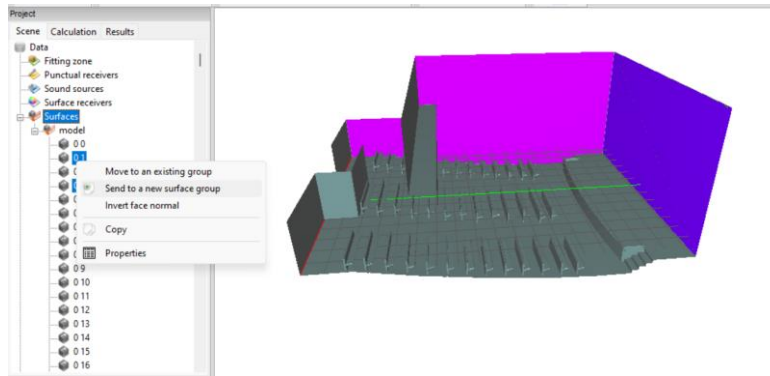 Project
Scene Calculation Results
Data
Fitting zone
Punctual receivers
Sound sources
Surface receivers
Surfaces
model
0 0
0 1
Move to an existing group
Send to a new surface group
Invert face normal
Copy
Properties
0 9
0 10
0 11
0 12
0 13
0 14
0 15
0 16